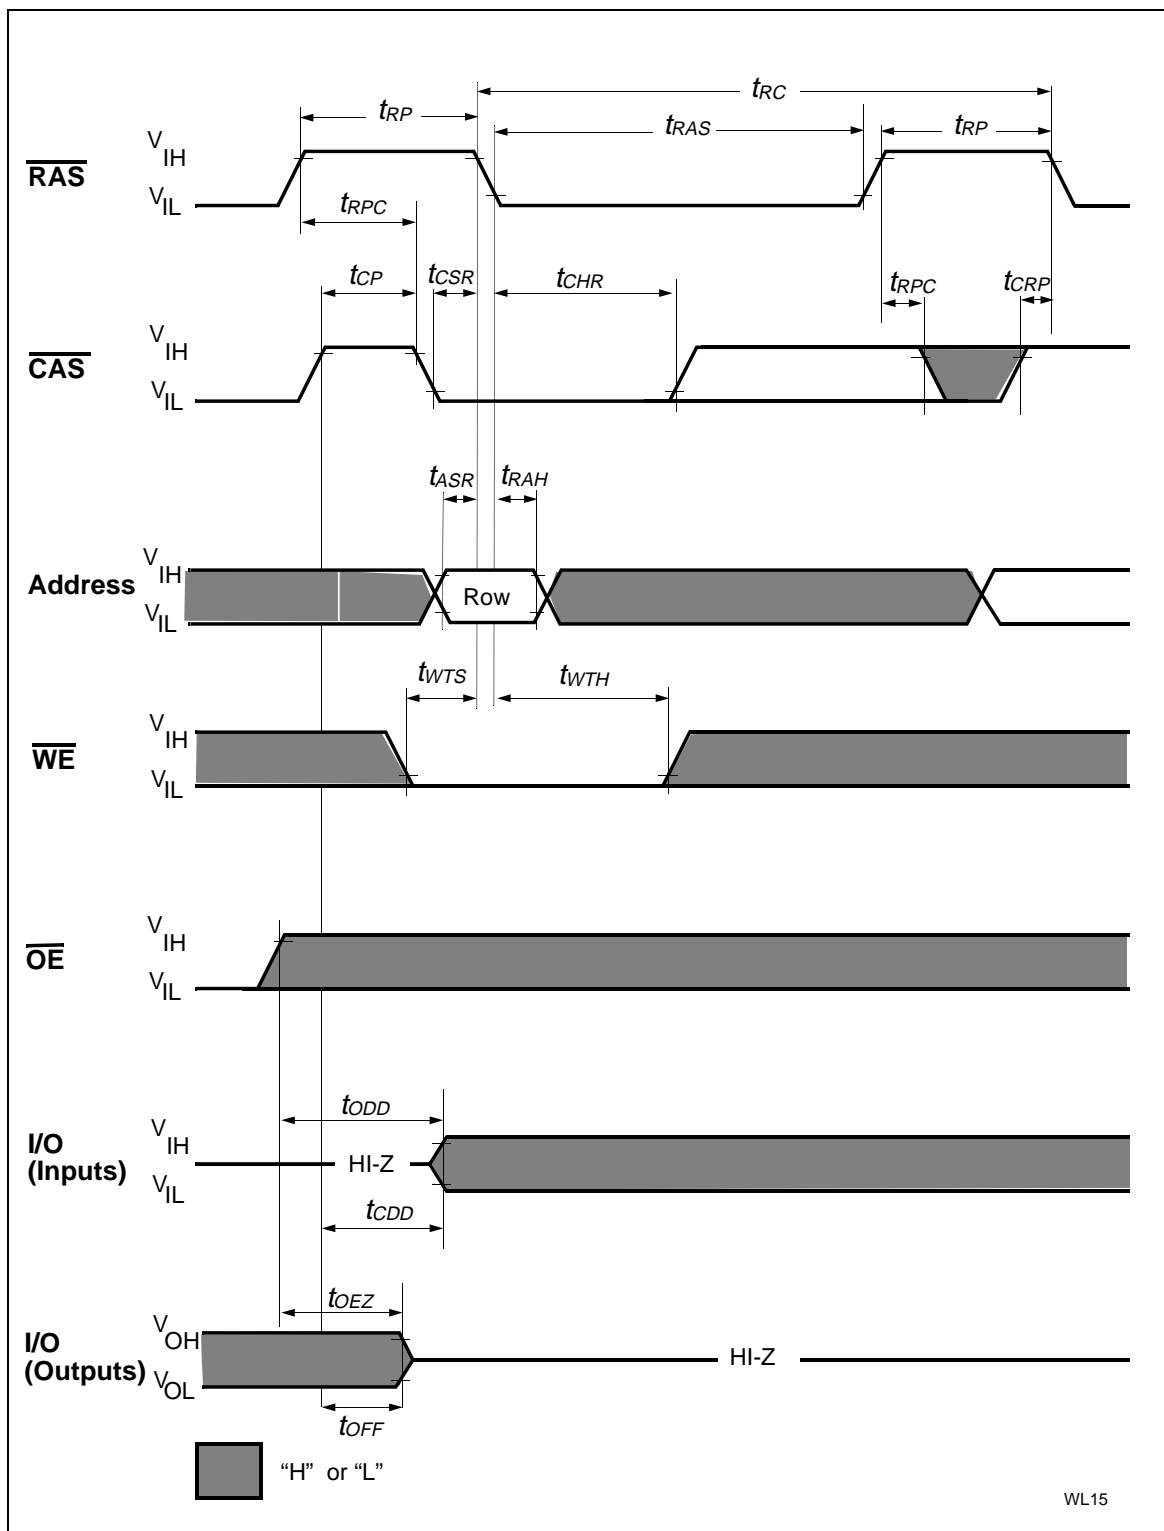 tRC
tRP
tRAS
tRP
VIH
RAS
VIL
tRPC
tCP
tCSR
tCHR
tRPC
tCRP
VIH
CAS
VIL
tASR
tRAH
VIH
Address
Row
VIL
tWTS
tWTH
VIH
WE
VIL
VIH
OE
VIL
tODD
I/O
(Inputs)
VIH
HI-Z
VIL
tCDD
tOEZ
I/O
(Outputs)
VOH
HI-Z
VOL
tOFF
“H” or “L”
WL15